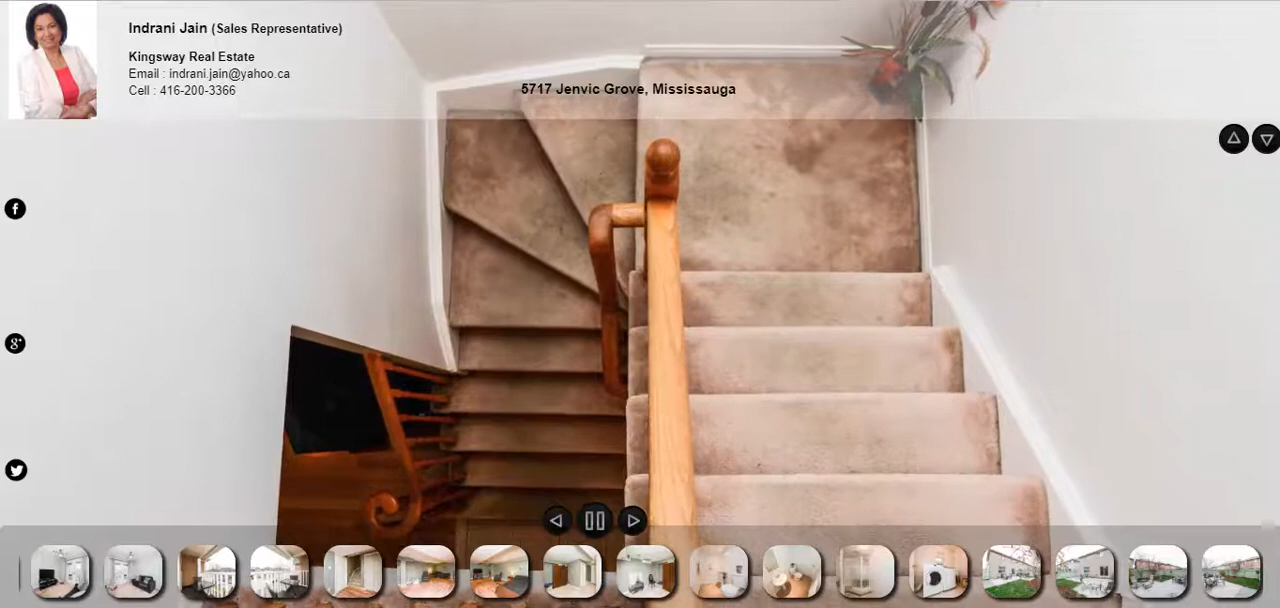 Indrani Jain (Sales Representative)
Kingsway Real Estate
Email : indrani.jain@yahoo.ca
Cell : 416-200-3366
5717 Jenvic Grove, Mississauga
f
g+